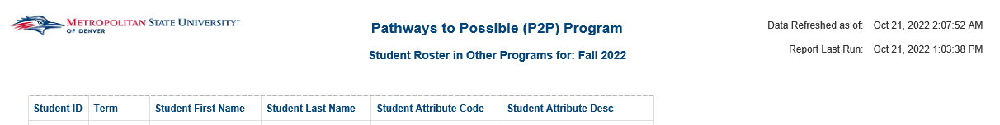 METROPOLITAN STATE UNIVERSITY™
OF DENVER
Pathways to Possible (P2P) Program
Student Roster in Other Programs for: Fall 2022
Data Refreshed as of: Oct 21, 2022 2:07:52 AM
Report Last Run: Oct 21, 2022 1:03:38 PM
Student ID Term Student First Name Student Last Name Student Attribute Code Student Attribute Desc